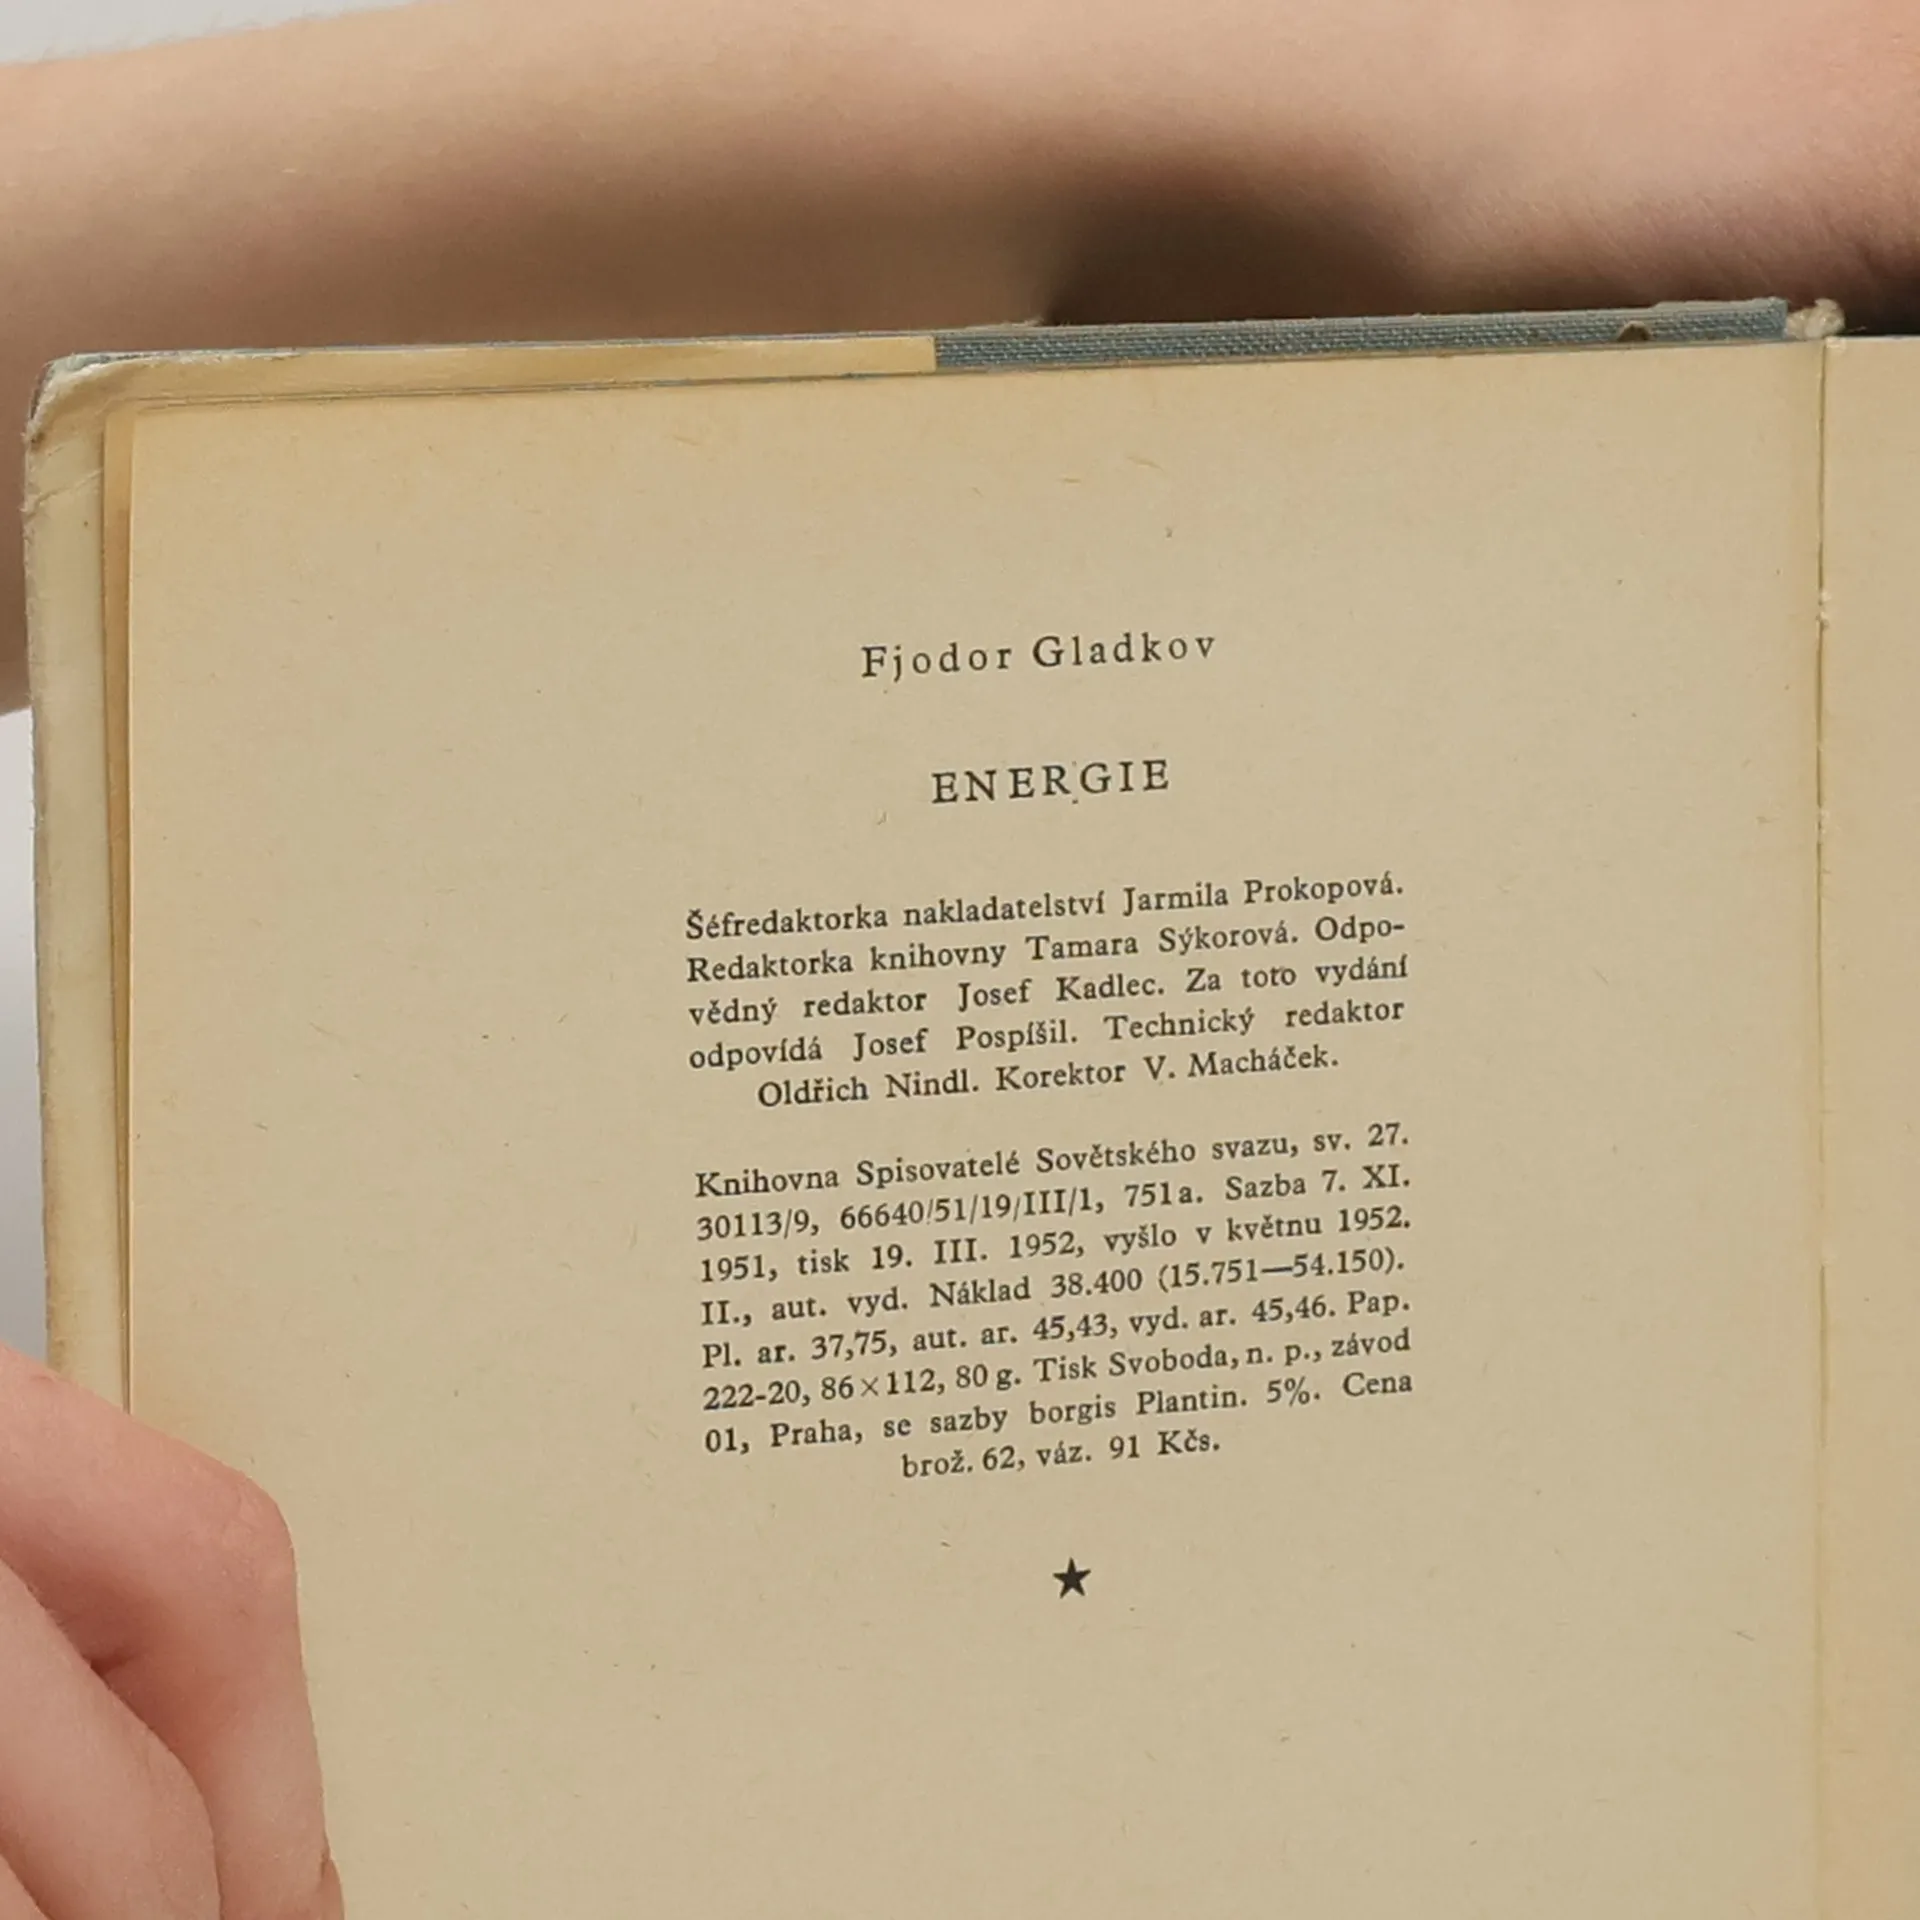 Fjodor Gladkov
ENERGIE
Šéfredaktorka nakladatelství Jarmila Prokopová.
Redaktorka knihovny Tamara Sýkorová. Odpo-
vědný redaktor Josef Kadlec. Za toto vydání
odpovídá Josef Pospíšil. Technický redaktor
Oldřich Nindl. Korektor V. Macháček.
Knihovna Spisovatelé Sovětského svazu, sv. 27.
30113/9, 66640/51/19/III/1, 751a. Sazba 7. XI.
1951, tisk 19. III. 1952, vyšlo v květnu 1952.
II., aut. vyd. Náklad 38.400 (15.751—54.150).
Pl. ar. 37,75, aut. ar. 45,43, vyd. ar. 45,46. Pap.
222-20, 86×112, 80 g. Tisk Svoboda, n. p., závod
01, Praha, se sazby borgis Plantin. 5%. Cena
brož. 62, váz. 91 Kčs.
★